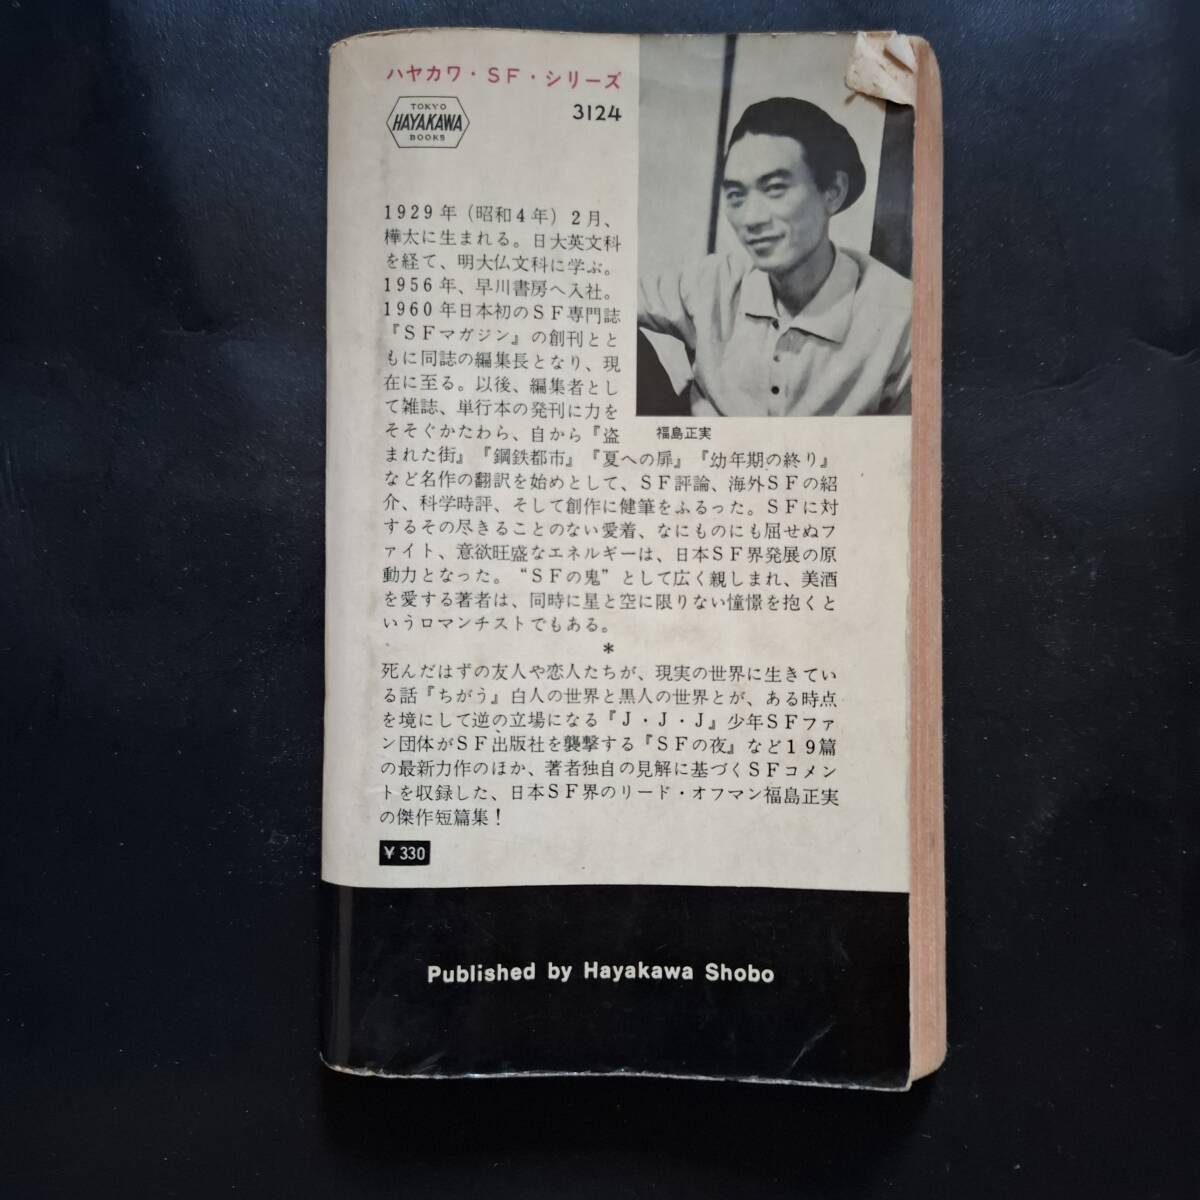 ハヤカワ・SF・シリーズ
TOKYO
HAYAKAWA
BOOKS
3124
1929年(昭和4年)2月、
樺太に生まれる。日大英文科
を経て、明大仏文科に学ぶ。
1956年、早川書房へ入社。
1960年日本初のSF専門誌
『SFマガジン』の創刊とと
もに同誌の編集長となり、現
在に至る。以後、編集者とし
て雑誌、単行本の発刊に力を
そそぐかたわら、自から『盗
まれた街』『鋼鉄都市』『夏への扉』『幼年期の終り』
など名作の翻訳を始めとして、SF評論、海外SFの紹
介、科学時評、そして創作に健筆をふるった。SFに対
するその尽きることのない愛着、なにものにも屈せぬフ
ァイト、意欲旺盛なエネルギーは、日本SF界発展の原
動力となった。“SFの鬼”として広く親しまれ、美酒
を愛する著者は、同時に星と空に限りない憧憬を抱くと
いうロマンチストでもある。
福島正実
*
死んだはずの友人や恋人たちが、現実の世界に生きてい
る話『ちがう』白人の世界と黒人の世界とが、ある時点
を境にして逆の立場になる『J・J・J』少年SFファ
ン団体がSF出版社を襲撃する『SFの夜』など19篇
の最新力作のほか、著者独自の見解に基づくSFコメン
トを収録した、日本SF界のリード・オフマン福島正実
の傑作短篇集!
¥330
Published by Hayakawa Shobo